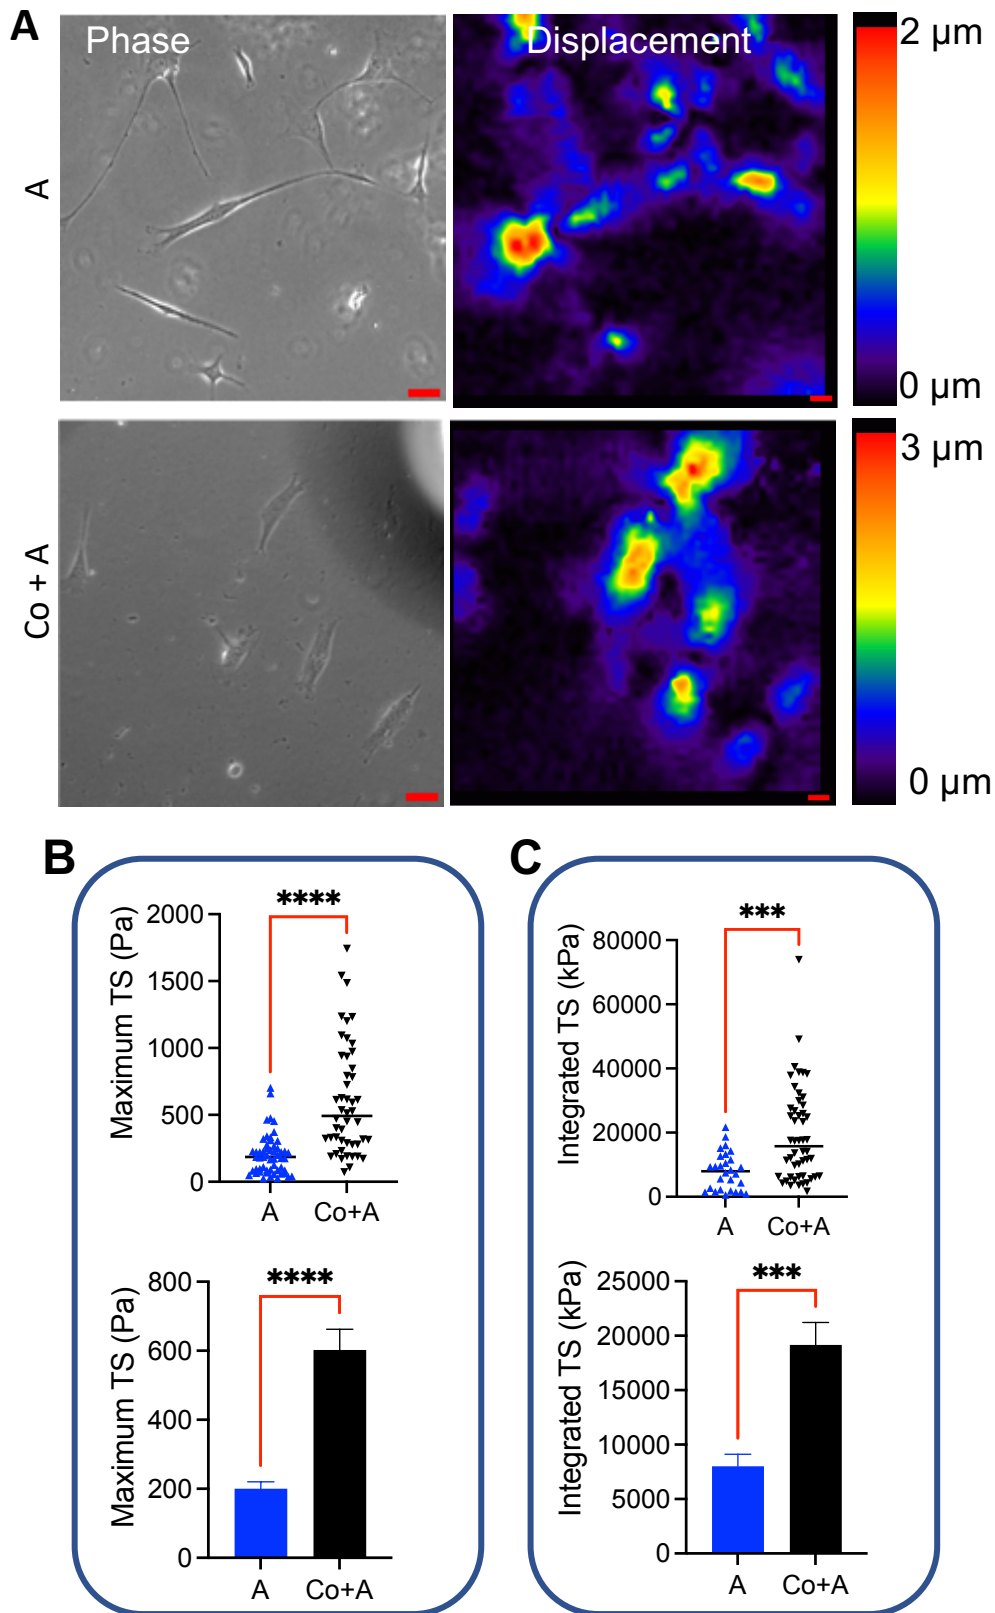 A
Phase
Displacement
2 µm
A
0 µm
3 µm
Co + A
0 µm
B
****
Maximum TS (Pa)
2000
1500
1000
500
0
A
Co+A
****
Maximum TS (Pa)
800
600
400
200
0
A
Co+A
C
***
Integrated TS (kPa)
80000
60000
40000
20000
0
A
Co+A
***
Integrated TS (kPa)
25000
20000
15000
10000
5000
0
A
Co+A